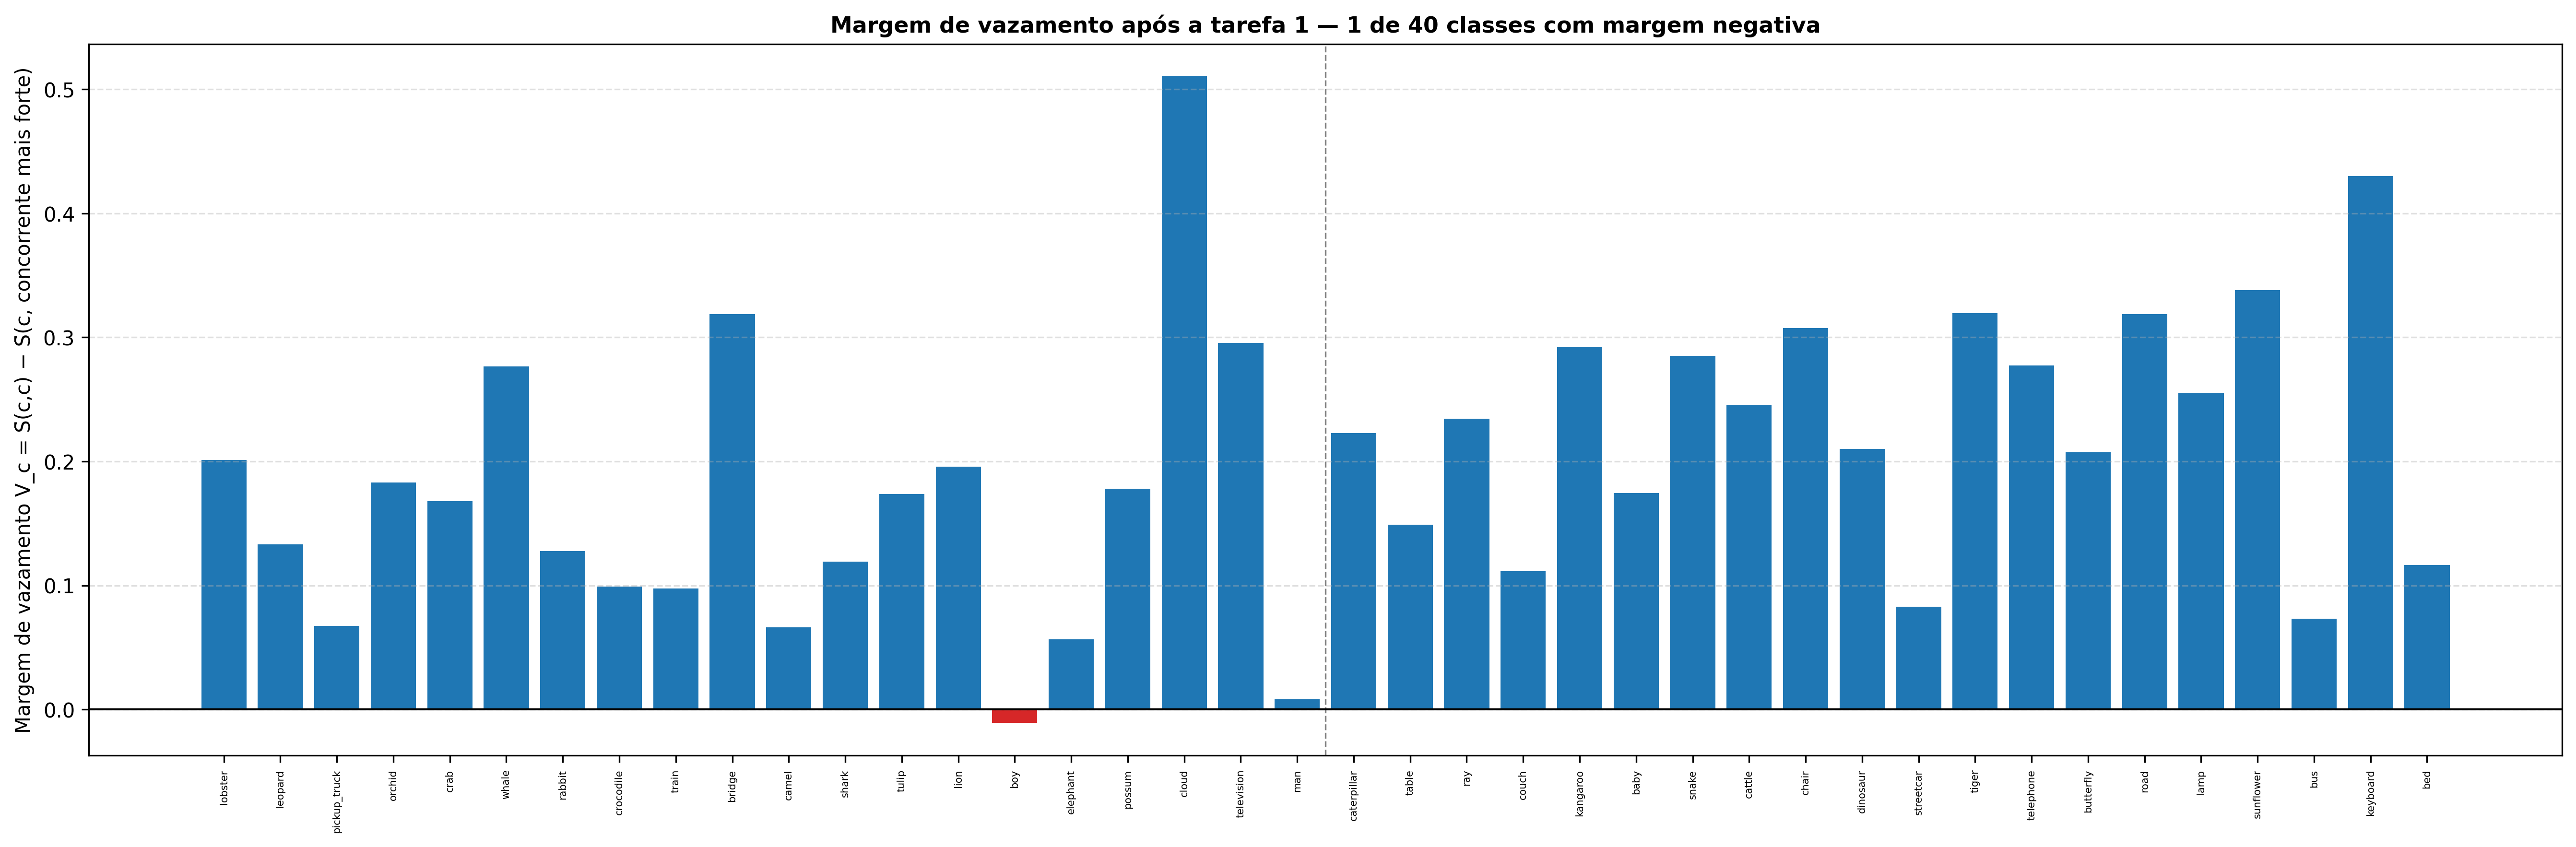 Margem de vazamento após a tarefa 1 — 1 de 40 classes com margem negativa
Margem de vazamento V_c = S(c,c) − S(c, concorrente mais forte)
0.5
0.4
0.3
0.2
0.1
0.0
lobster
leopard
pickup_truck
orchid
crab
whale
rabbit
crocodile
train
bridge
camel
shark
tulip
lion
boy
elephant
possum
cloud
television
man
caterpillar
table
ray
couch
kangaroo
baby
snake
cattle
chair
dinosaur
streetcar
tiger
telephone
butterfly
road
lamp
sunflower
bus
keyboard
bed